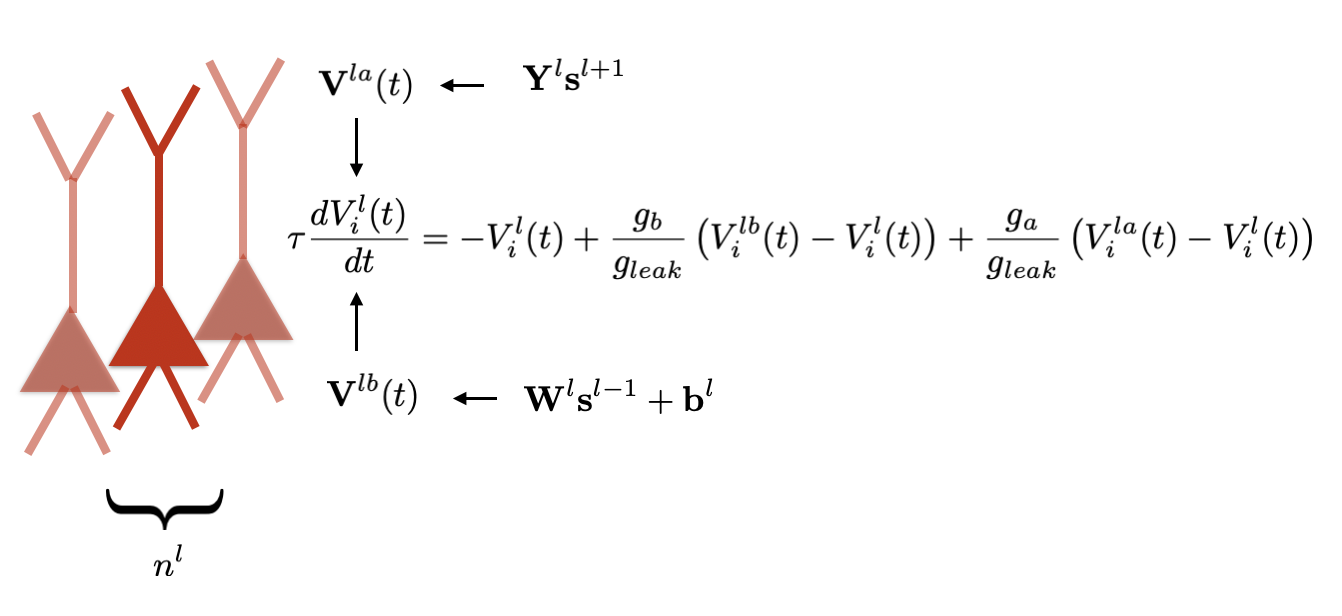 V^{la}(t) ← Y^l s^{l+1}
τ dV_i^l(t)/dt = −V_i^l(t) + g_b/g_{leak} (V_i^{lb}(t) − V_i^l(t)) + g_a/g_{leak} (V_i^{la}(t) − V_i^l(t))
V^{lb}(t) ← W^l s^{l−1} + b^l
n^l